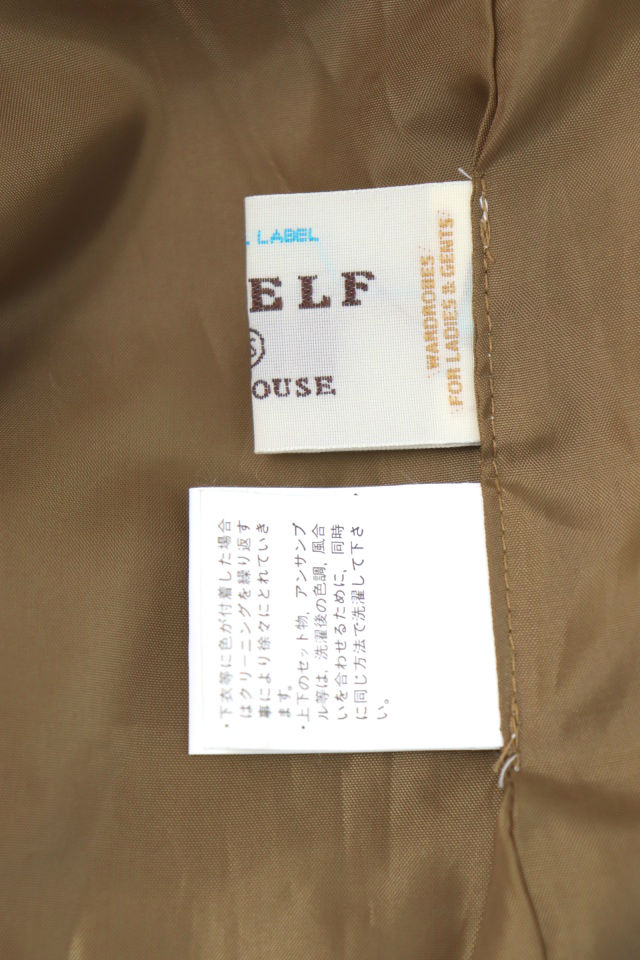 LABEL
ELF
®
OUSE
WARDROBES
FOR LADIES & GENTS
・下衣等に色が付着した場合
はクリーニングを繰り返す
事により徐々にとれていき
ます。
・上下のセット物，アンサンブ
ル等は，洗濯後の色調，風合
いを合わせるために，同時
に同じ方法で洗濯して下さ
い。